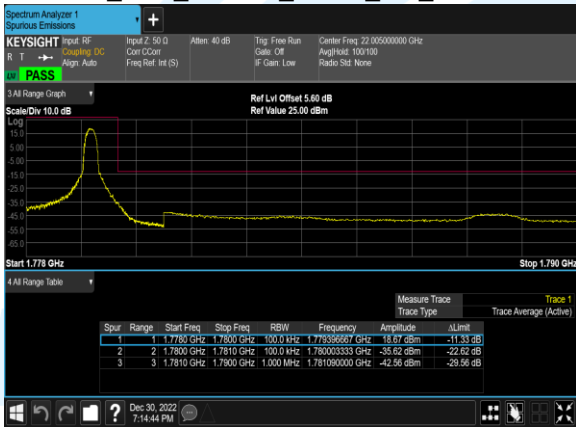 Spectrum Analyzer 1
Spurious Emissions
KEYSIGHT
R T
LXI PASS
Input: RF
Coupling: DC
Align: Auto
Input Z: 50 Ω
Corr CCorr
Freq Ref: Int (S)
Atten: 40 dB
Trig: Free Run
Gate: Off
IF Gain: Low
Center Freq: 22.005000000 GHz
Avg|Hold: 100/100
Radio Std: None
3 All Range Graph
Scale/Div 10.0 dB
Ref Lvl Offset 5.60 dB
Ref Value 25.00 dBm
Log
15.0
5.00
-5.00
-15.0
-25.0
-35.0
-45.0
-55.0
-65.0
Start 1.778 GHz
Stop 1.790 GHz
4 All Range Table
Measure Trace Trace 1
Trace Type Trace Average (Active)
Spur Range Start Freq Stop Freq RBW Frequency Amplitude ΔLimit
1 1 1.7780 GHz 1.7800 GHz 100.0 kHz 1.779396667 GHz 18.67 dBm -11.33 dB
2 2 1.7800 GHz 1.7810 GHz 100.0 kHz 1.780003333 GHz -35.62 dBm -22.62 dB
3 3 1.7810 GHz 1.7900 GHz 1.000 MHz 1.781090000 GHz -42.56 dBm -29.56 dB
Dec 30, 2022
7:14:44 PM